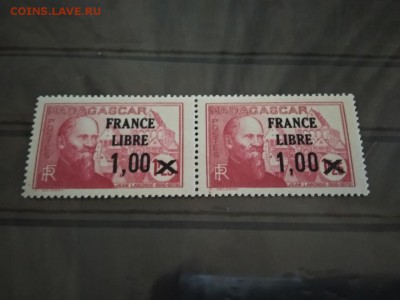 COINS.LAVE.RU
MADAGASCAR
FRANCE
LIBRE
1,00
RF
MADAGASCAR
FRANCE
LIBRE
1,00
RF